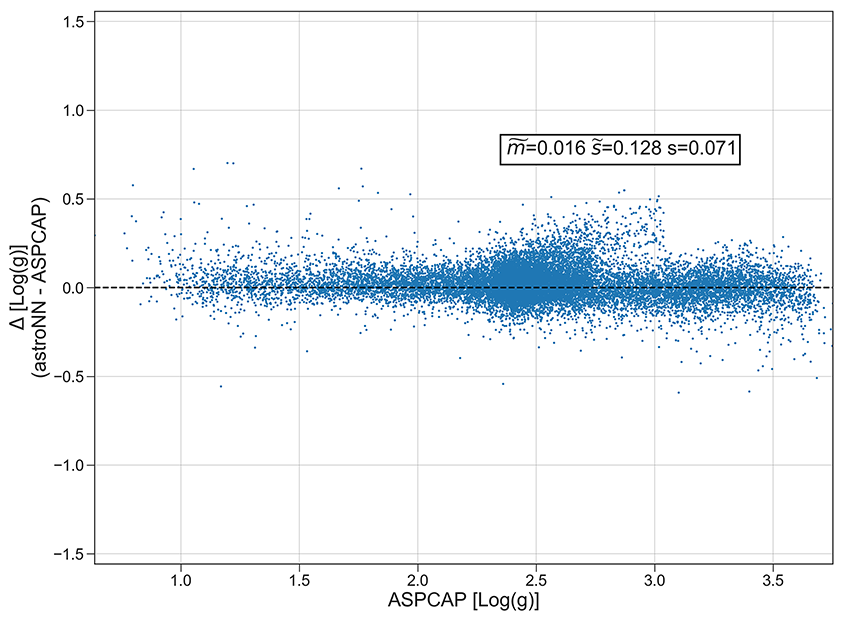 1.5
1.0
0.5
0.0
−0.5
−1.0
−1.5
Δ [Log(g)]
(astroNN - ASPCAP)
m̃=0.016 s̃=0.128 s=0.071
1.0 1.5 2.0 2.5 3.0 3.5
ASPCAP [Log(g)]